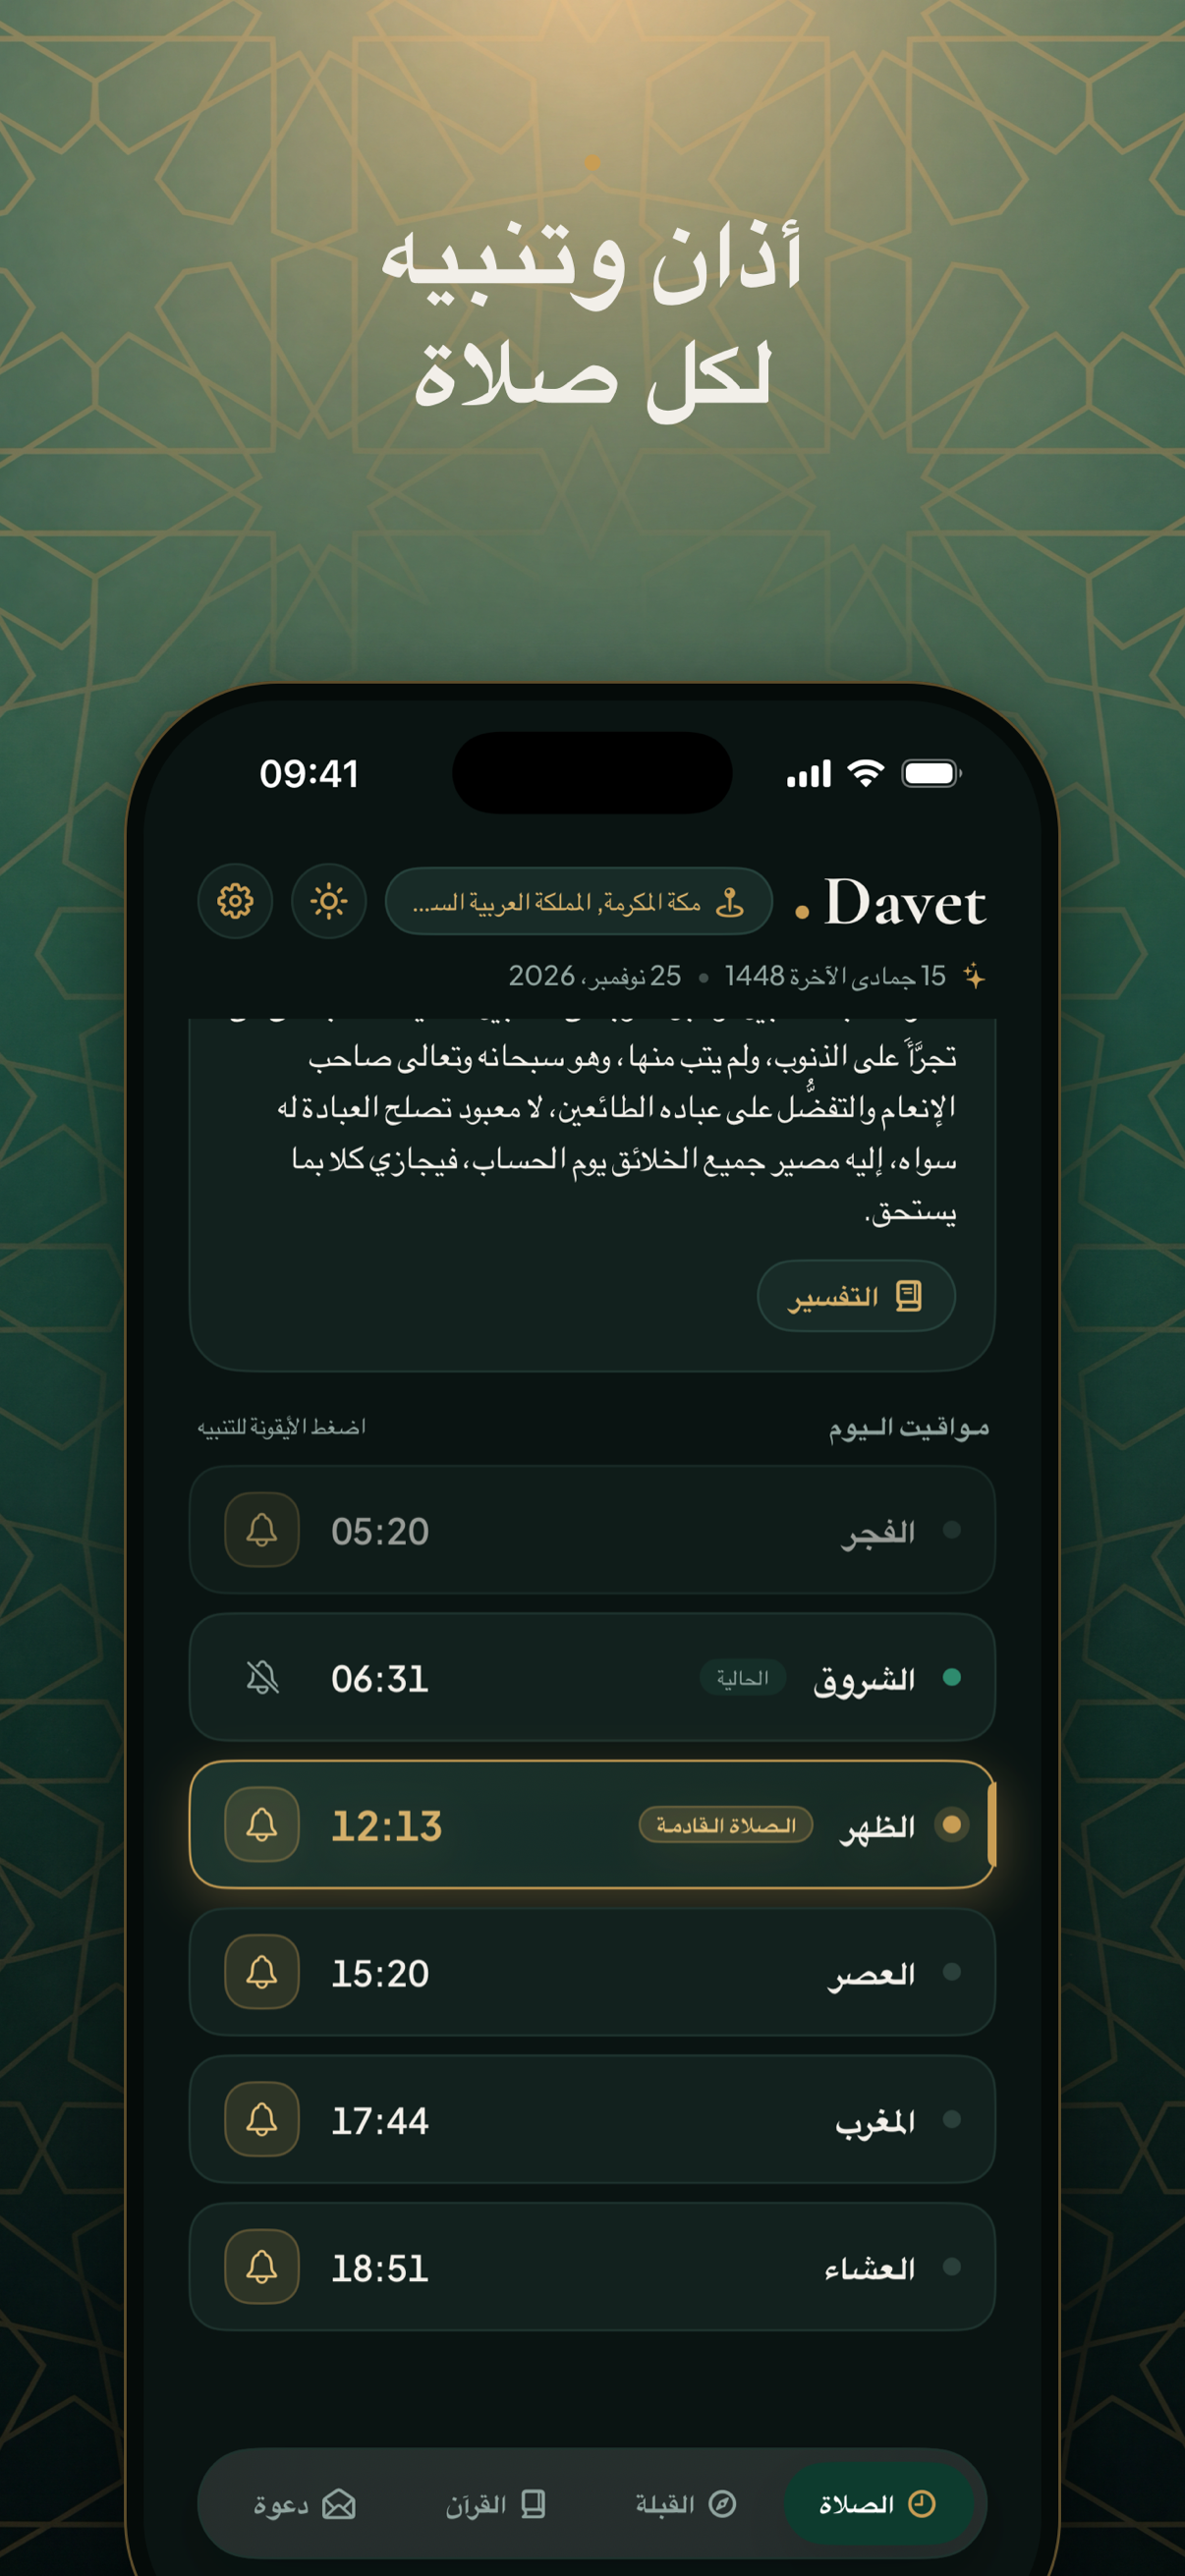 أذان وتنبيه
لكل صلاة
09:41
Davet
مكة المكرمة, المملكة العربية الس...
15 جمادى الآخرة 1448 • 25 نوفمبر، 2026
تجرَّأَ على الذنوب، ولم يتب منها، وهو سبحانه وتعالى صاحب
الإنعام والتفضُّل على عباده الطائعين، لا معبود تصلح العبادة له
سواه، إليه مصير جميع الخلائق يوم الحساب، فيجازي كلا بما
يستحق.
التفسير
مواقيت اليوم
اضغط الأيقونة للتنبيه
الفجر 05:20
الشروق الحالية 06:31
الظهر الصلاة القادمة 12:13
العصر 15:20
المغرب 17:44
العشاء 18:51
الصلاة القبلة القرآن دعوة